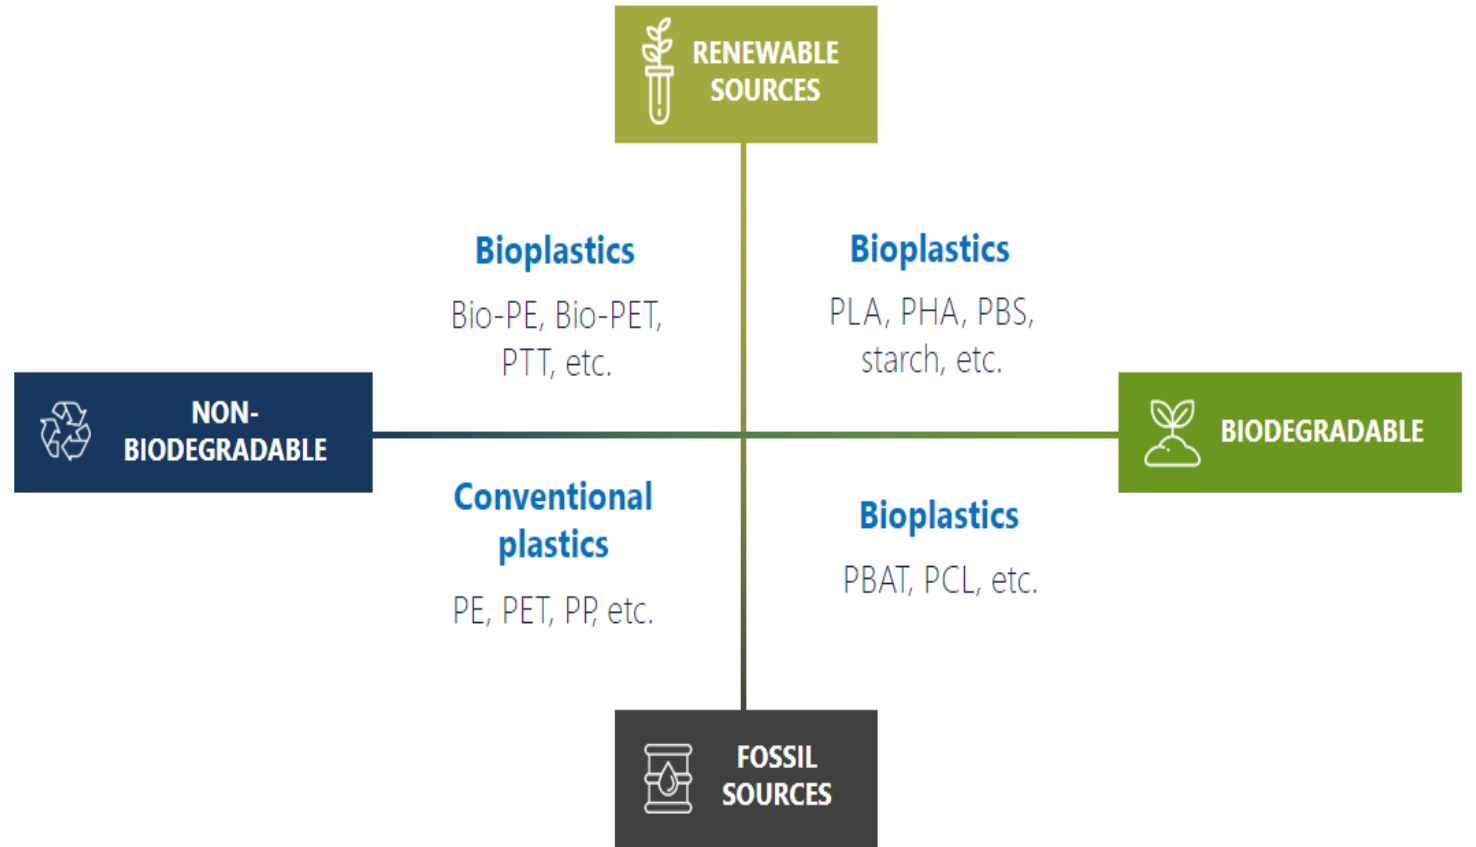 RENEWABLE
SOURCES
Bioplastics
Bio-PE, Bio-PET,
PTT, etc.
Bioplastics
PLA, PHA, PBS,
starch, etc.
NON-
BIODEGRADABLE
BIODEGRADABLE
Conventional
plastics
PE, PET, PP, etc.
Bioplastics
PBAT, PCL, etc.
FOSSIL
SOURCES